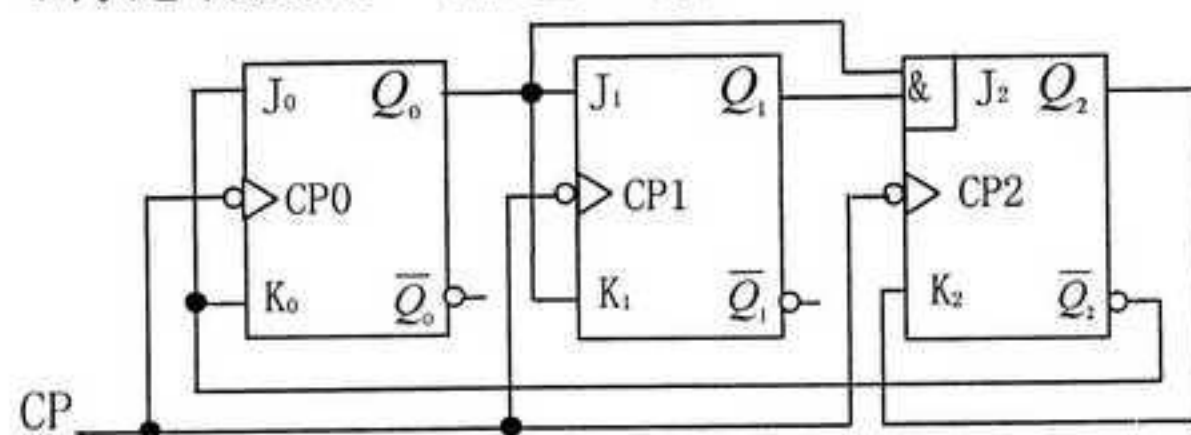 J₀ Q₀ J₁ Q₁ & J₂ Q₂
CP0 CP1 CP2
K₀ Q̅₀ K₁ Q̅₁ K₂ Q̅₂
CP